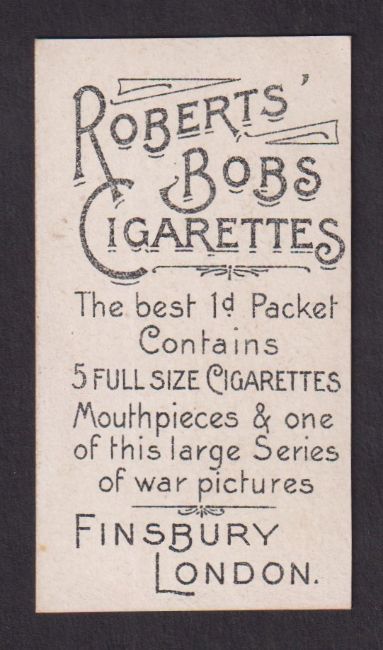 ROBERTS'
BOBS
CIGARETTES
The best 1d Packet
Contains
5 FULL SIZE CIGARETTES
Mouthpieces & one
of this large Series
of war pictures
FINSBURY
LONDON.